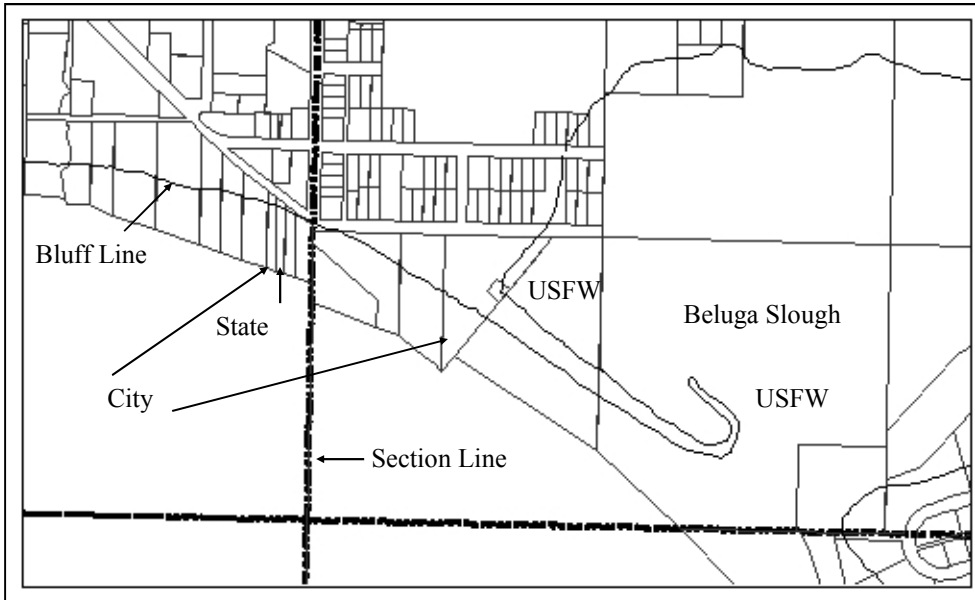 Bluff Line
USFW
State
Beluga Slough
City
USFW
Section Line